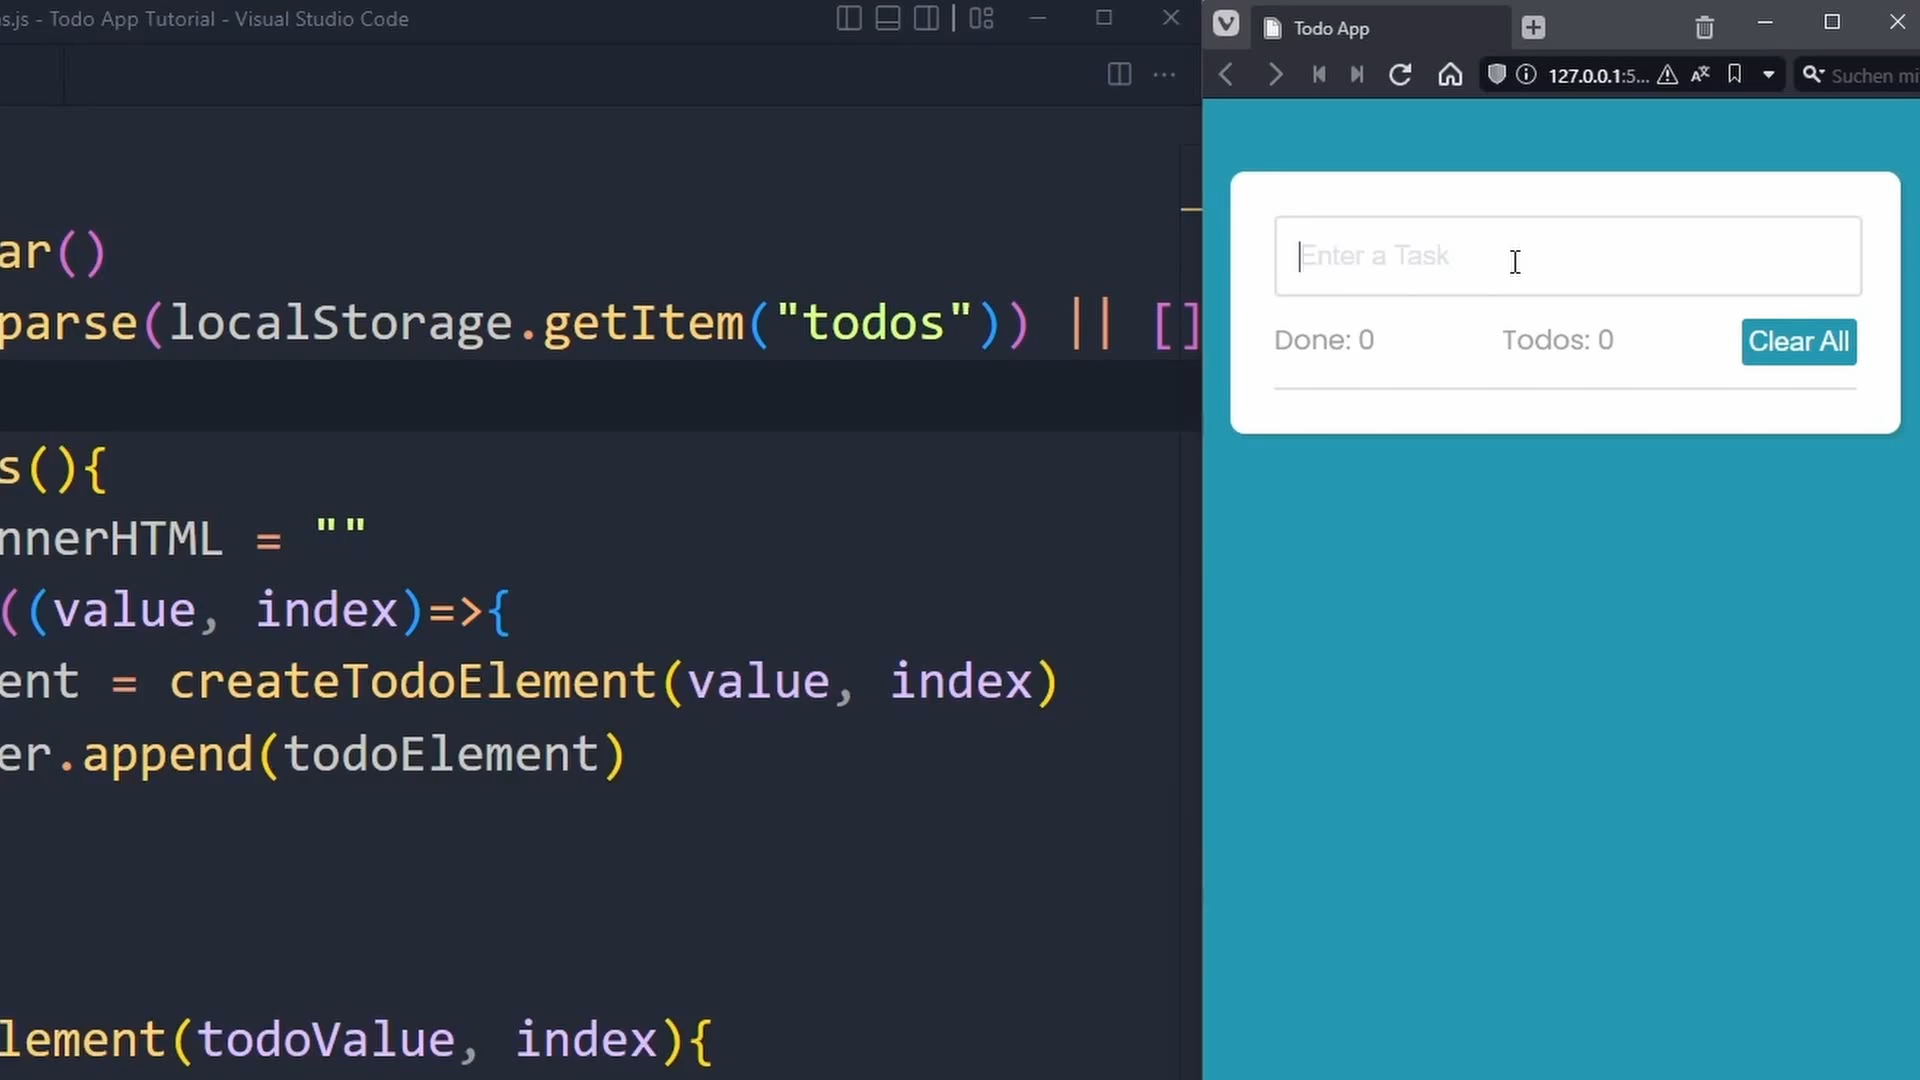 s.js - Todo App Tutorial - Visual Studio Code
ar()
parse(localStorage.getItem("todos")) || []
s(){
nnerHTML = ""
((value, index)=>{
ent = createTodoElement(value, index)
er.append(todoElement)
lement(todoValue, index){
Todo App
127.0.0.1:5...
Suchen mi
Enter a Task
Done: 0
Todos: 0
Clear All